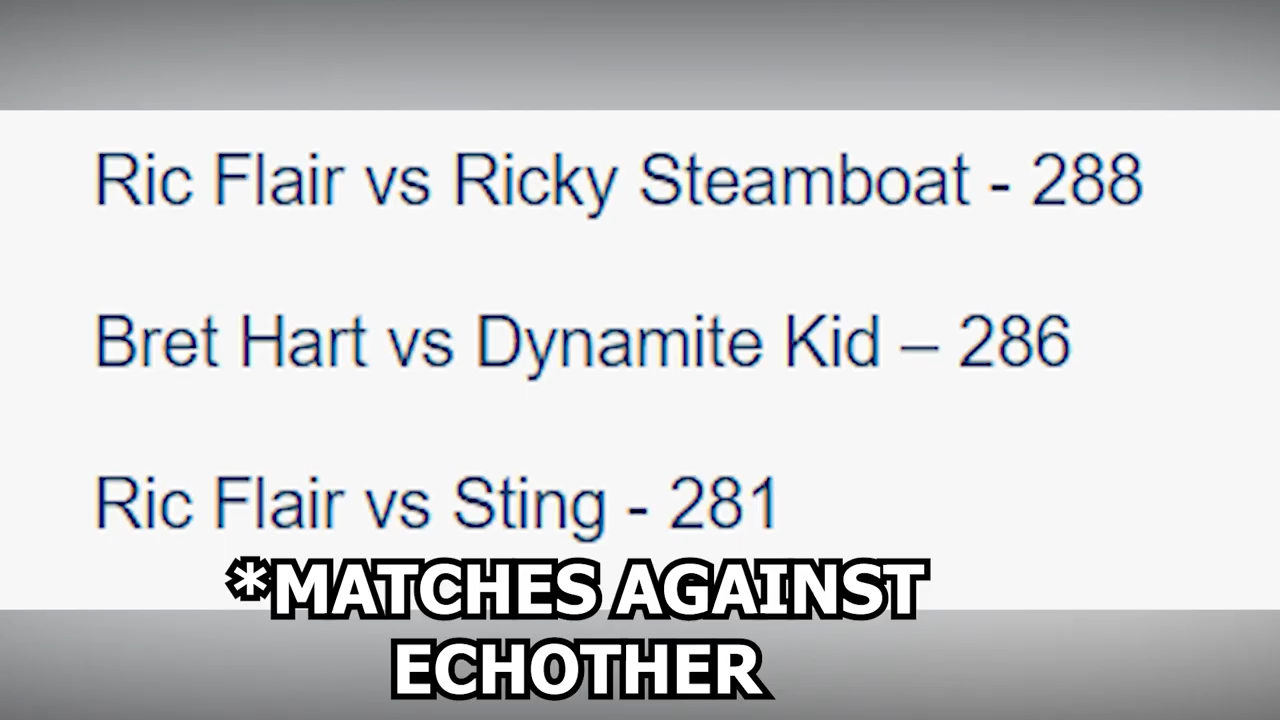 Ric Flair vs Ricky Steamboat - 288
Bret Hart vs Dynamite Kid – 286
Ric Flair vs Sting - 281
*MATCHES AGAINST
ECHOTHER